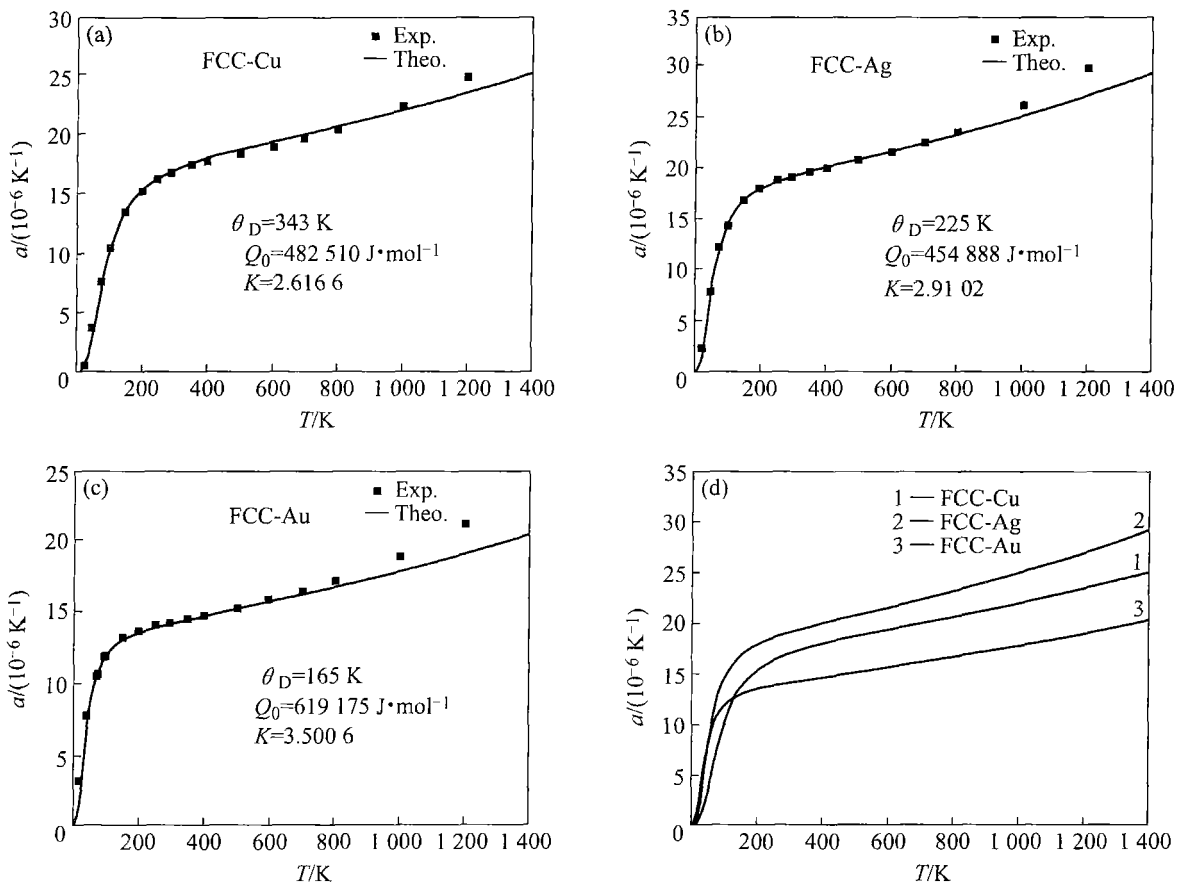 (a)
FCC-Cu
■ Exp.
— Theo.
30
25
20
15
10
5
0
a/(10⁻⁶ K⁻¹)
θ_D=343 K
Q₀=482 510 J•mol⁻¹
K=2.616 6
200 400 600 800 1 000 1 200 1 400
T/K
(b)
FCC-Ag
■ Exp.
— Theo.
35
30
25
20
15
10
5
0
a/(10⁻⁶ K⁻¹)
θ_D=225 K
Q₀=454 888 J•mol⁻¹
K=2.91 02
200 400 600 800 1 000 1 200 1 400
T/K
(c)
FCC-Au
■ Exp.
— Theo.
25
20
15
10
5
0
a/(10⁻⁶ K⁻¹)
θ_D=165 K
Q₀=619 175 J•mol⁻¹
K=3.500 6
200 400 600 800 1 000 1 200 1 400
T/K
(d)
1 — FCC-Cu
2 — FCC-Ag
3 — FCC-Au
35
30
25
20
15
10
5
0
a/(10⁻⁶ K⁻¹)
2
1
3
200 400 600 800 1 000 1 200 1 400
T/K